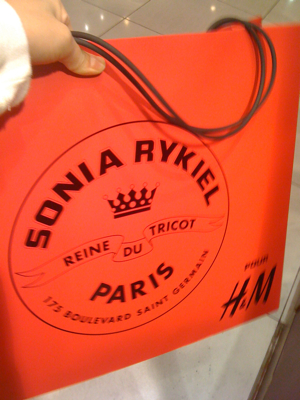 SONIA RYKIEL
REINE DU TRICOT
PARIS
175 BOULEVARD SAINT GERMAIN
POUR
H&M